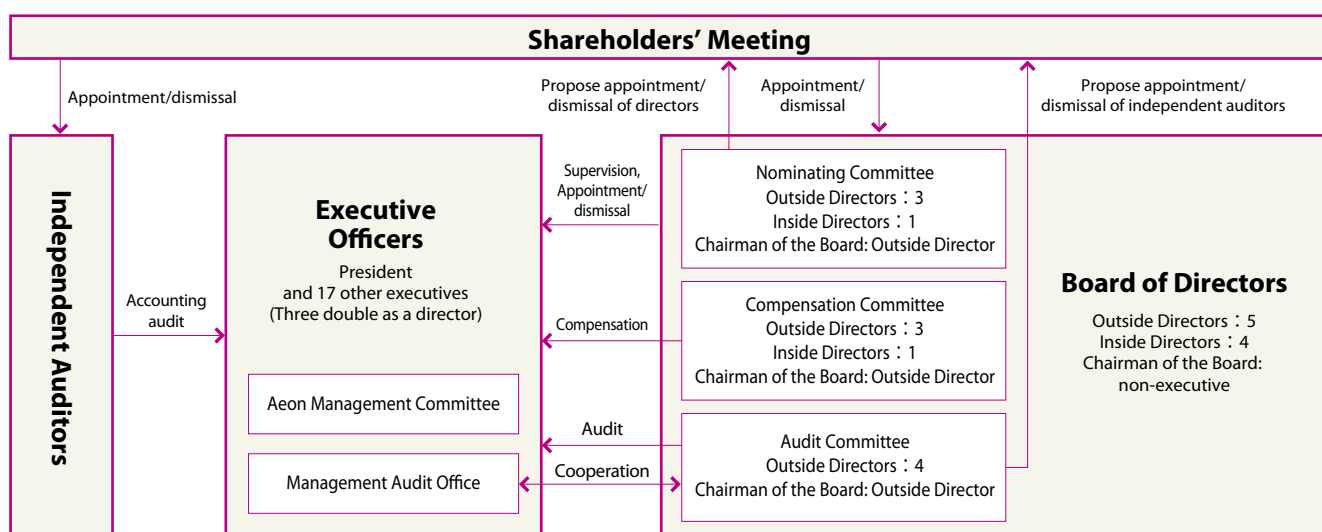 Shareholders’ Meeting
Appointment/dismissal
Propose appointment/
dismissal of directors
Appointment/
dismissal
Propose appointment/
dismissal of independent auditors
Independent Auditors
Accounting
audit
Executive
Officers
President
and 17 other executives
(Three double as a director)
Aeon Management Committee
Management Audit Office
Supervision,
Appointment/
dismissal
Compensation
Audit
Cooperation
Nominating Committee
Outside Directors：3
Inside Directors：1
Chairman of the Board: Outside Director
Compensation Committee
Outside Directors：3
Inside Directors：1
Chairman of the Board: Outside Director
Audit Committee
Outside Directors：4
Chairman of the Board: Outside Director
Board of Directors
Outside Directors：5
Inside Directors：4
Chairman of the Board:
non-executive